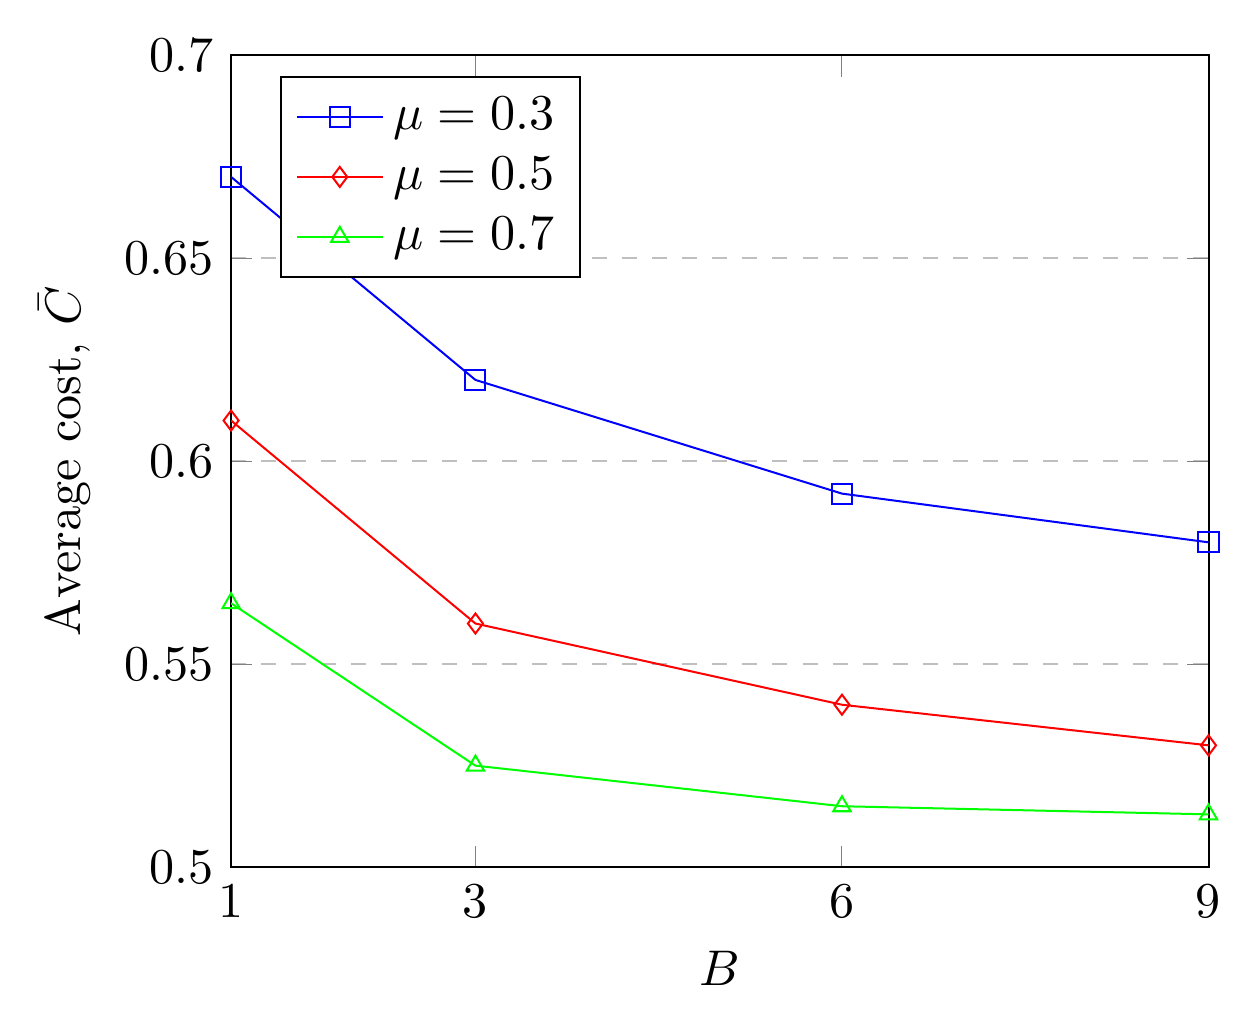 0.7
0.65
0.6
0.55
0.5
Average cost, C̄
μ = 0.3
μ = 0.5
μ = 0.7
1 3 6 9
B